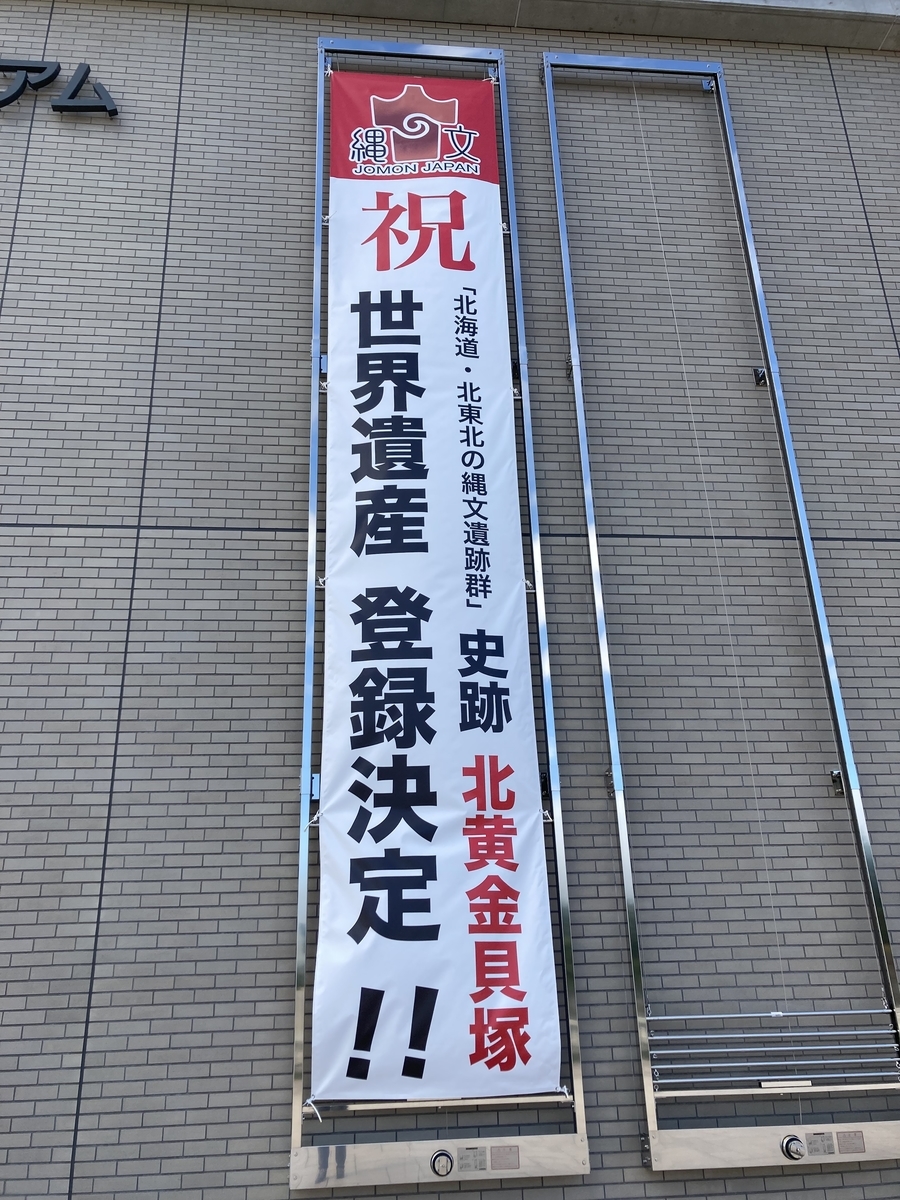 アム
縄文
JOMON JAPAN
祝
「北海道・北東北の縄文遺跡群」 史跡 北黄金貝塚
世界遺産 登録決定!!